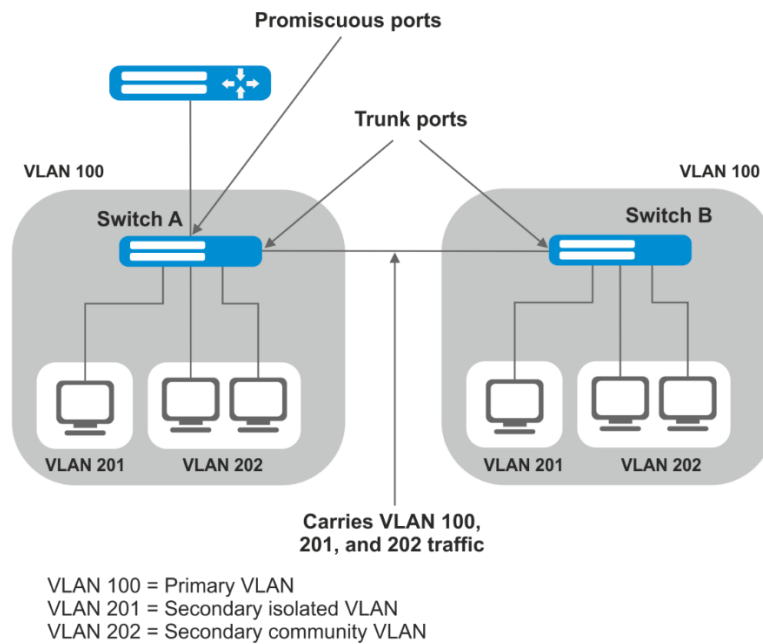 Promiscuous ports
Trunk ports
VLAN 100
VLAN 100
Switch A
Switch B
VLAN 201
VLAN 202
VLAN 201
VLAN 202
Carries VLAN 100,
201, and 202 traffic
VLAN 100 = Primary VLAN
VLAN 201 = Secondary isolated VLAN
VLAN 202 = Secondary community VLAN